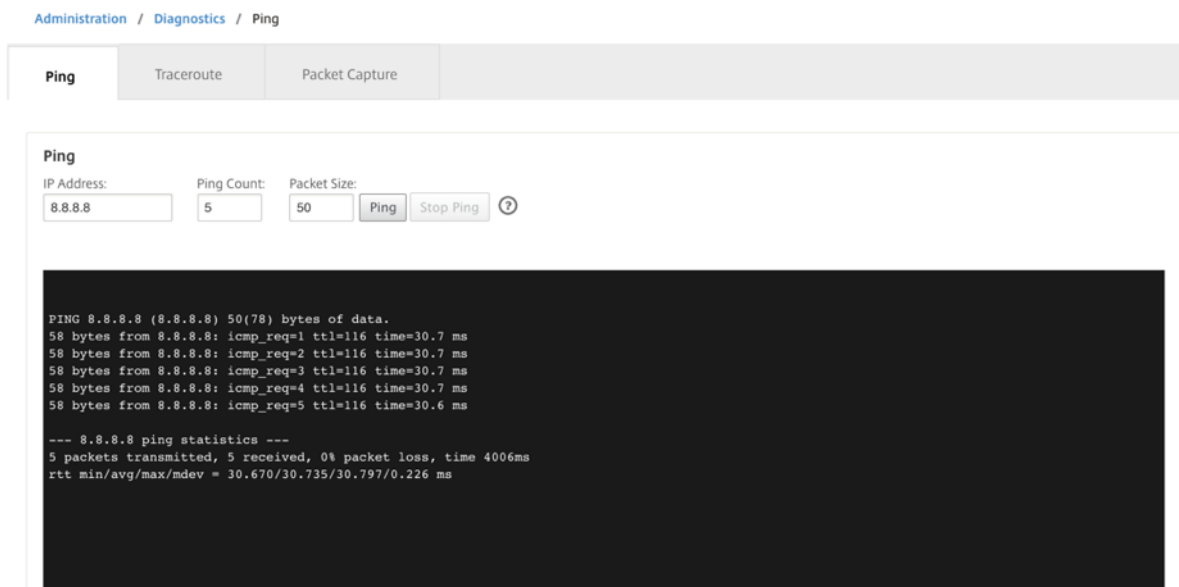 Administration / Diagnostics / Ping
Ping Traceroute Packet Capture
Ping
IP Address: Ping Count: Packet Size:
8.8.8.8 5 50 Ping Stop Ping ?
PING 8.8.8.8 (8.8.8.8) 50(78) bytes of data.
58 bytes from 8.8.8.8: icmp_req=1 ttl=116 time=30.7 ms
58 bytes from 8.8.8.8: icmp_req=2 ttl=116 time=30.7 ms
58 bytes from 8.8.8.8: icmp_req=3 ttl=116 time=30.7 ms
58 bytes from 8.8.8.8: icmp_req=4 ttl=116 time=30.7 ms
58 bytes from 8.8.8.8: icmp_req=5 ttl=116 time=30.6 ms
--- 8.8.8.8 ping statistics ---
5 packets transmitted, 5 received, 0% packet loss, time 4006ms
rtt min/avg/max/mdev = 30.670/30.735/30.797/0.226 ms